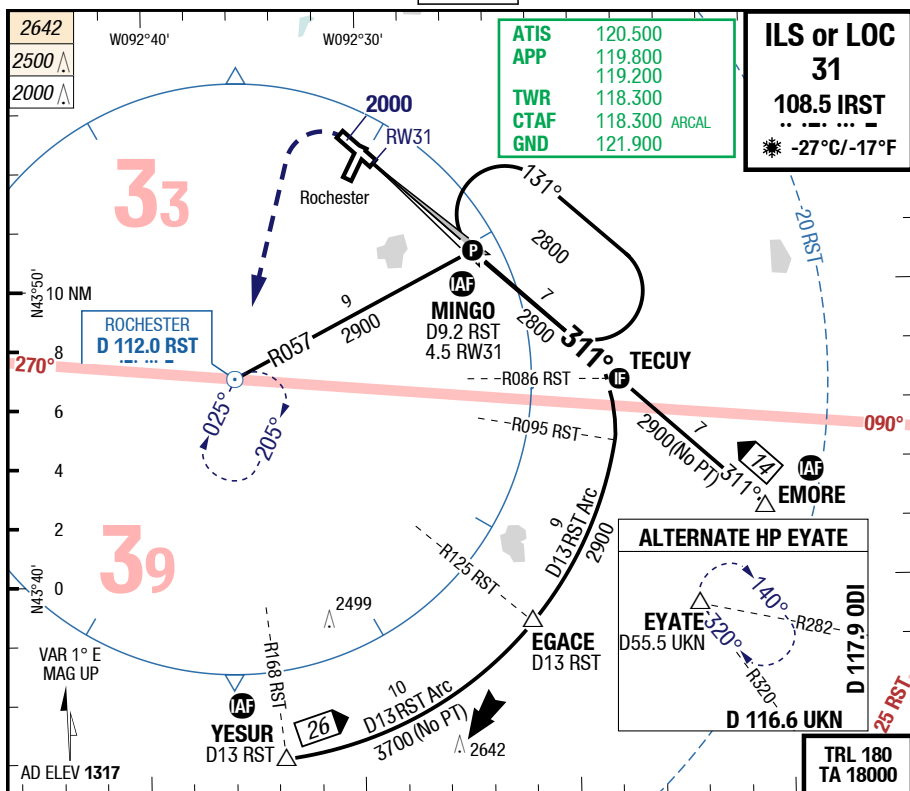 2642
2500
2000
W092°40'
W092°30'
ATIS 120.500
APP 119.800
119.200
TWR 118.300
CTAF 118.300 ARCAL
GND 121.900
ILS or LOC
31
108.5 IRST
-27°C/-17°F
2000
RW31
Rochester
33
131°
2800
20 RST
P
IAF
MINGO
D9.2 RST
4.5 RW31
7
2800
311°
TECUY
IF
9
2900
R057
N43°50'
10 NM
8
6
4
2
0
N43°40'
ROCHESTER
D 112.0 RST
270°
090°
R086 RST
R095 RST
7
2900(No PT)
311°
14
IAF
EMORE
025°
205°
9
D13 RST Arc
2900
39
R125 RST
2499
EGACE
D13 RST
ALTERNATE HP EYATE
EYATE
D55.5 UKN
140°
320°
R282
R320
D 117.9 ODI
D 116.6 UKN
25 RST
VAR 1° E
MAG UP
R168 RST
IAF
YESUR
D13 RST
26
10
D13 RST Arc
3700 (No PT)
2642
AD ELEV 1317
TRL 180
TA 18000